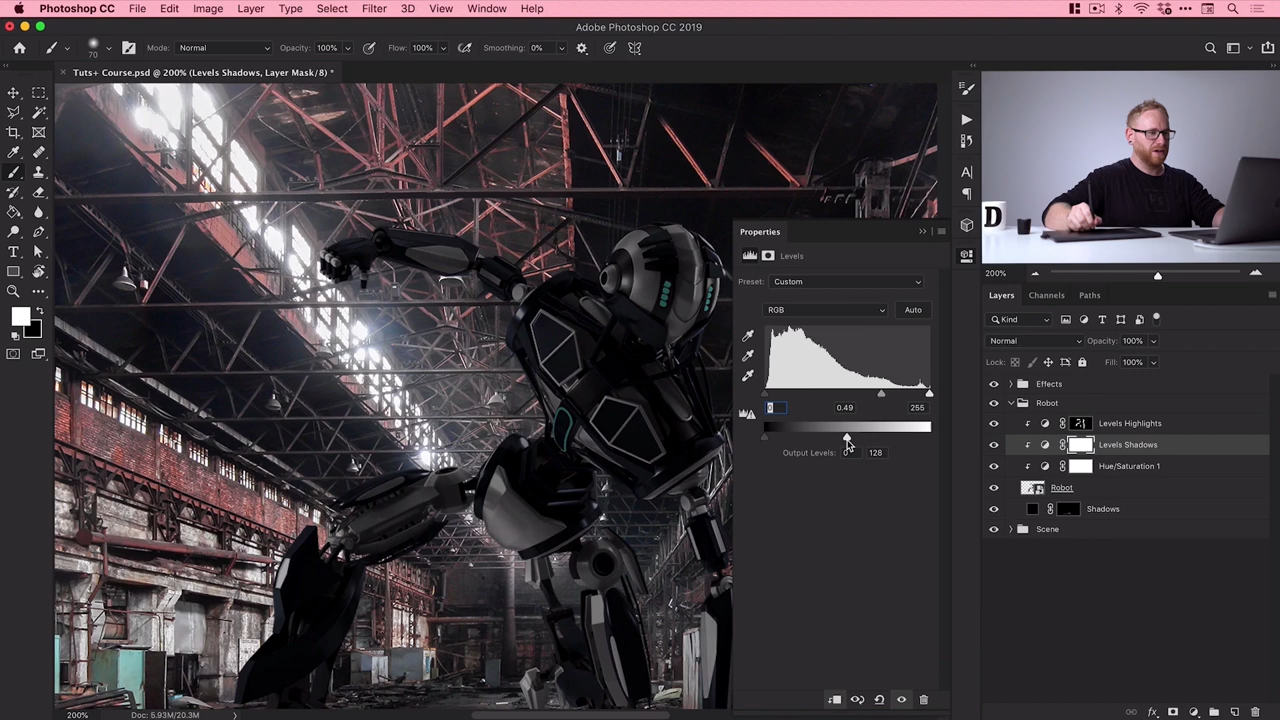 Photoshop CC File Edit Image Layer Type Select Filter 3D View Window Help
Adobe Photoshop CC 2019
70 Mode: Normal Opacity: 100% Flow: 100% Smoothing: 0%
Tuts+ Course.psd @ 200% (Levels Shadows, Layer Mask/8) *
D
Properties
Levels
Preset: Custom
RGB Auto
0 0.49 255
Output Levels: 0 128
200%
Layers Channels Paths
Kind
Normal Opacity: 100%
Lock: Fill: 100%
Effects
Robot
Levels Highlights
Levels Shadows
Hue/Saturation 1
Robot
Shadows
Scene
200% Doc: 5.93M/20.3M